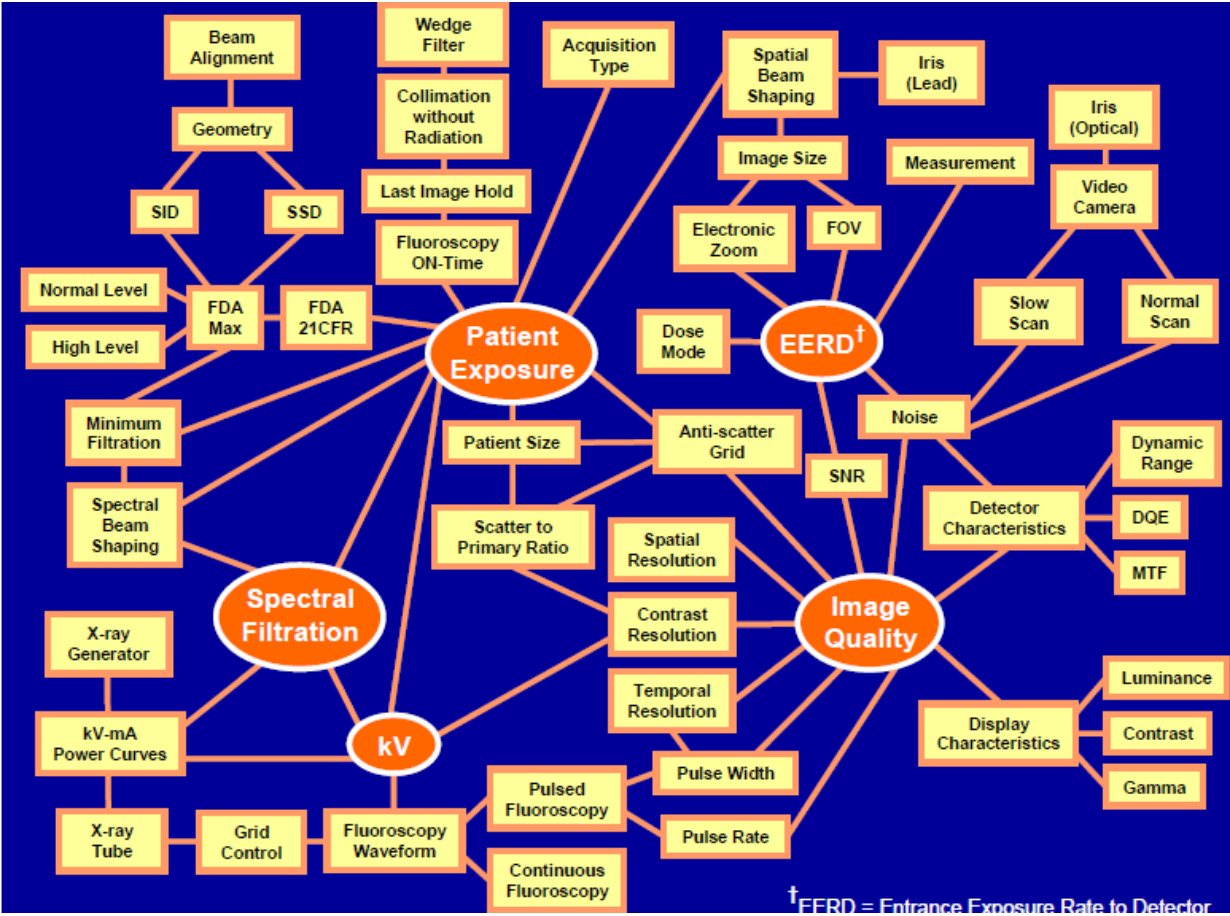 Beam
Alignment
Wedge
Filter
Acquisition
Type
Spatial
Beam
Shaping
Iris
(Lead)
Iris
(Optical)
Geometry
Collimation
without
Radiation
Image Size
Measurement
SID
SSD
Last Image Hold
Electronic
Zoom
FOV
Video
Camera
Normal Level
High Level
FDA
Max
FDA
21CFR
Fluoroscopy
ON-Time
Patient
Exposure
Dose
Mode
EERD†
Slow
Scan
Normal
Scan
Minimum
Filtration
Patient Size
Anti-scatter
Grid
SNR
Noise
Dynamic
Range
Spectral
Beam
Shaping
Scatter to
Primary Ratio
Spatial
Resolution
Detector
Characteristics
DQE
MTF
Spectral
Filtration
Contrast
Resolution
Image
Quality
X-ray
Generator
Temporal
Resolution
Luminance
kV-mA
Power Curves
kV
Display
Characteristics
Contrast
Gamma
Pulsed
Fluoroscopy
Pulse Width
X-ray
Tube
Grid
Control
Fluoroscopy
Waveform
Pulse Rate
Continuous
Fluoroscopy
†EERD = Entrance Exposure Rate to Detector